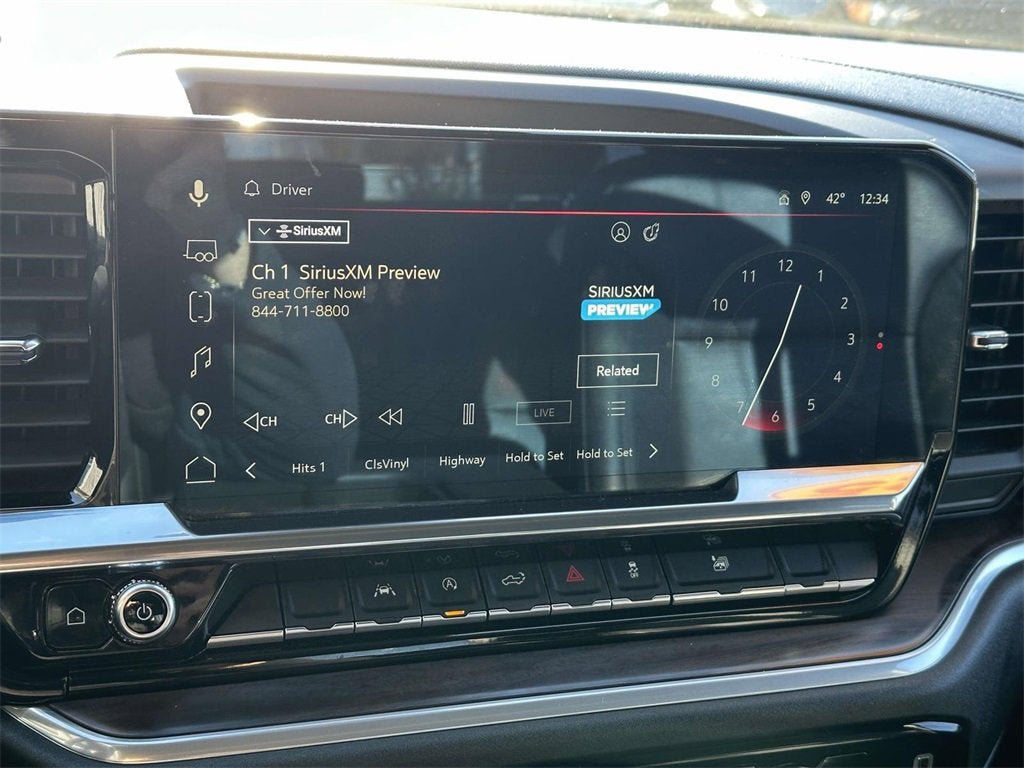 Driver
42° 12:34
SiriusXM
Ch 1 SiriusXM Preview
Great Offer Now!
844-711-8800
SIRIUSXM
PREVIEW
Related
CH
CH
LIVE
Hits 1
ClsVinyl
Highway
Hold to Set
Hold to Set
12
1
2
3
4
5
6
7
8
9
10
11
A
OFF